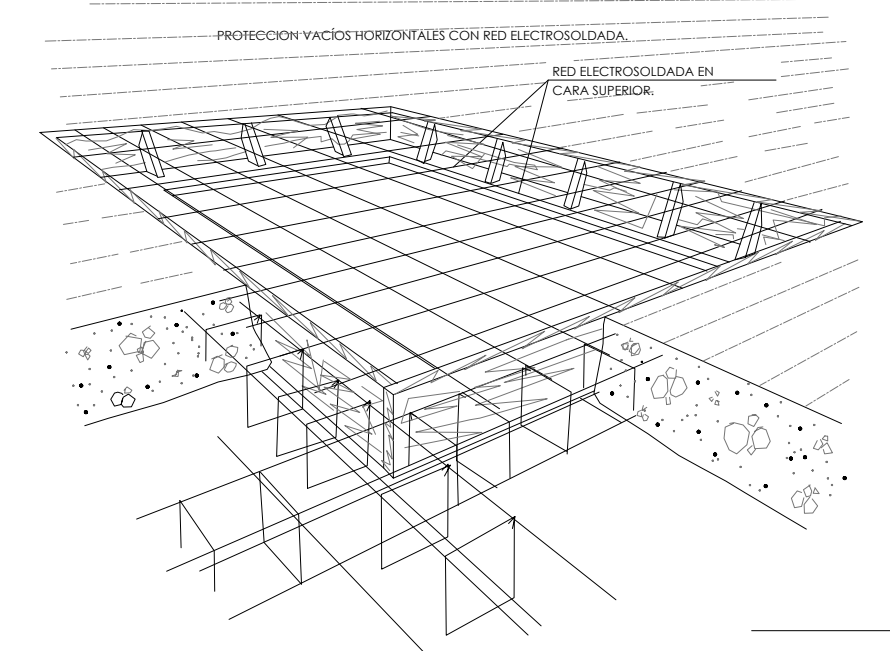 PROTECCION VACÍOS HORIZONTALES CON RED ELECTROSOLDADA.
RED ELECTROSOLDADA EN
CARA SUPERIOR.